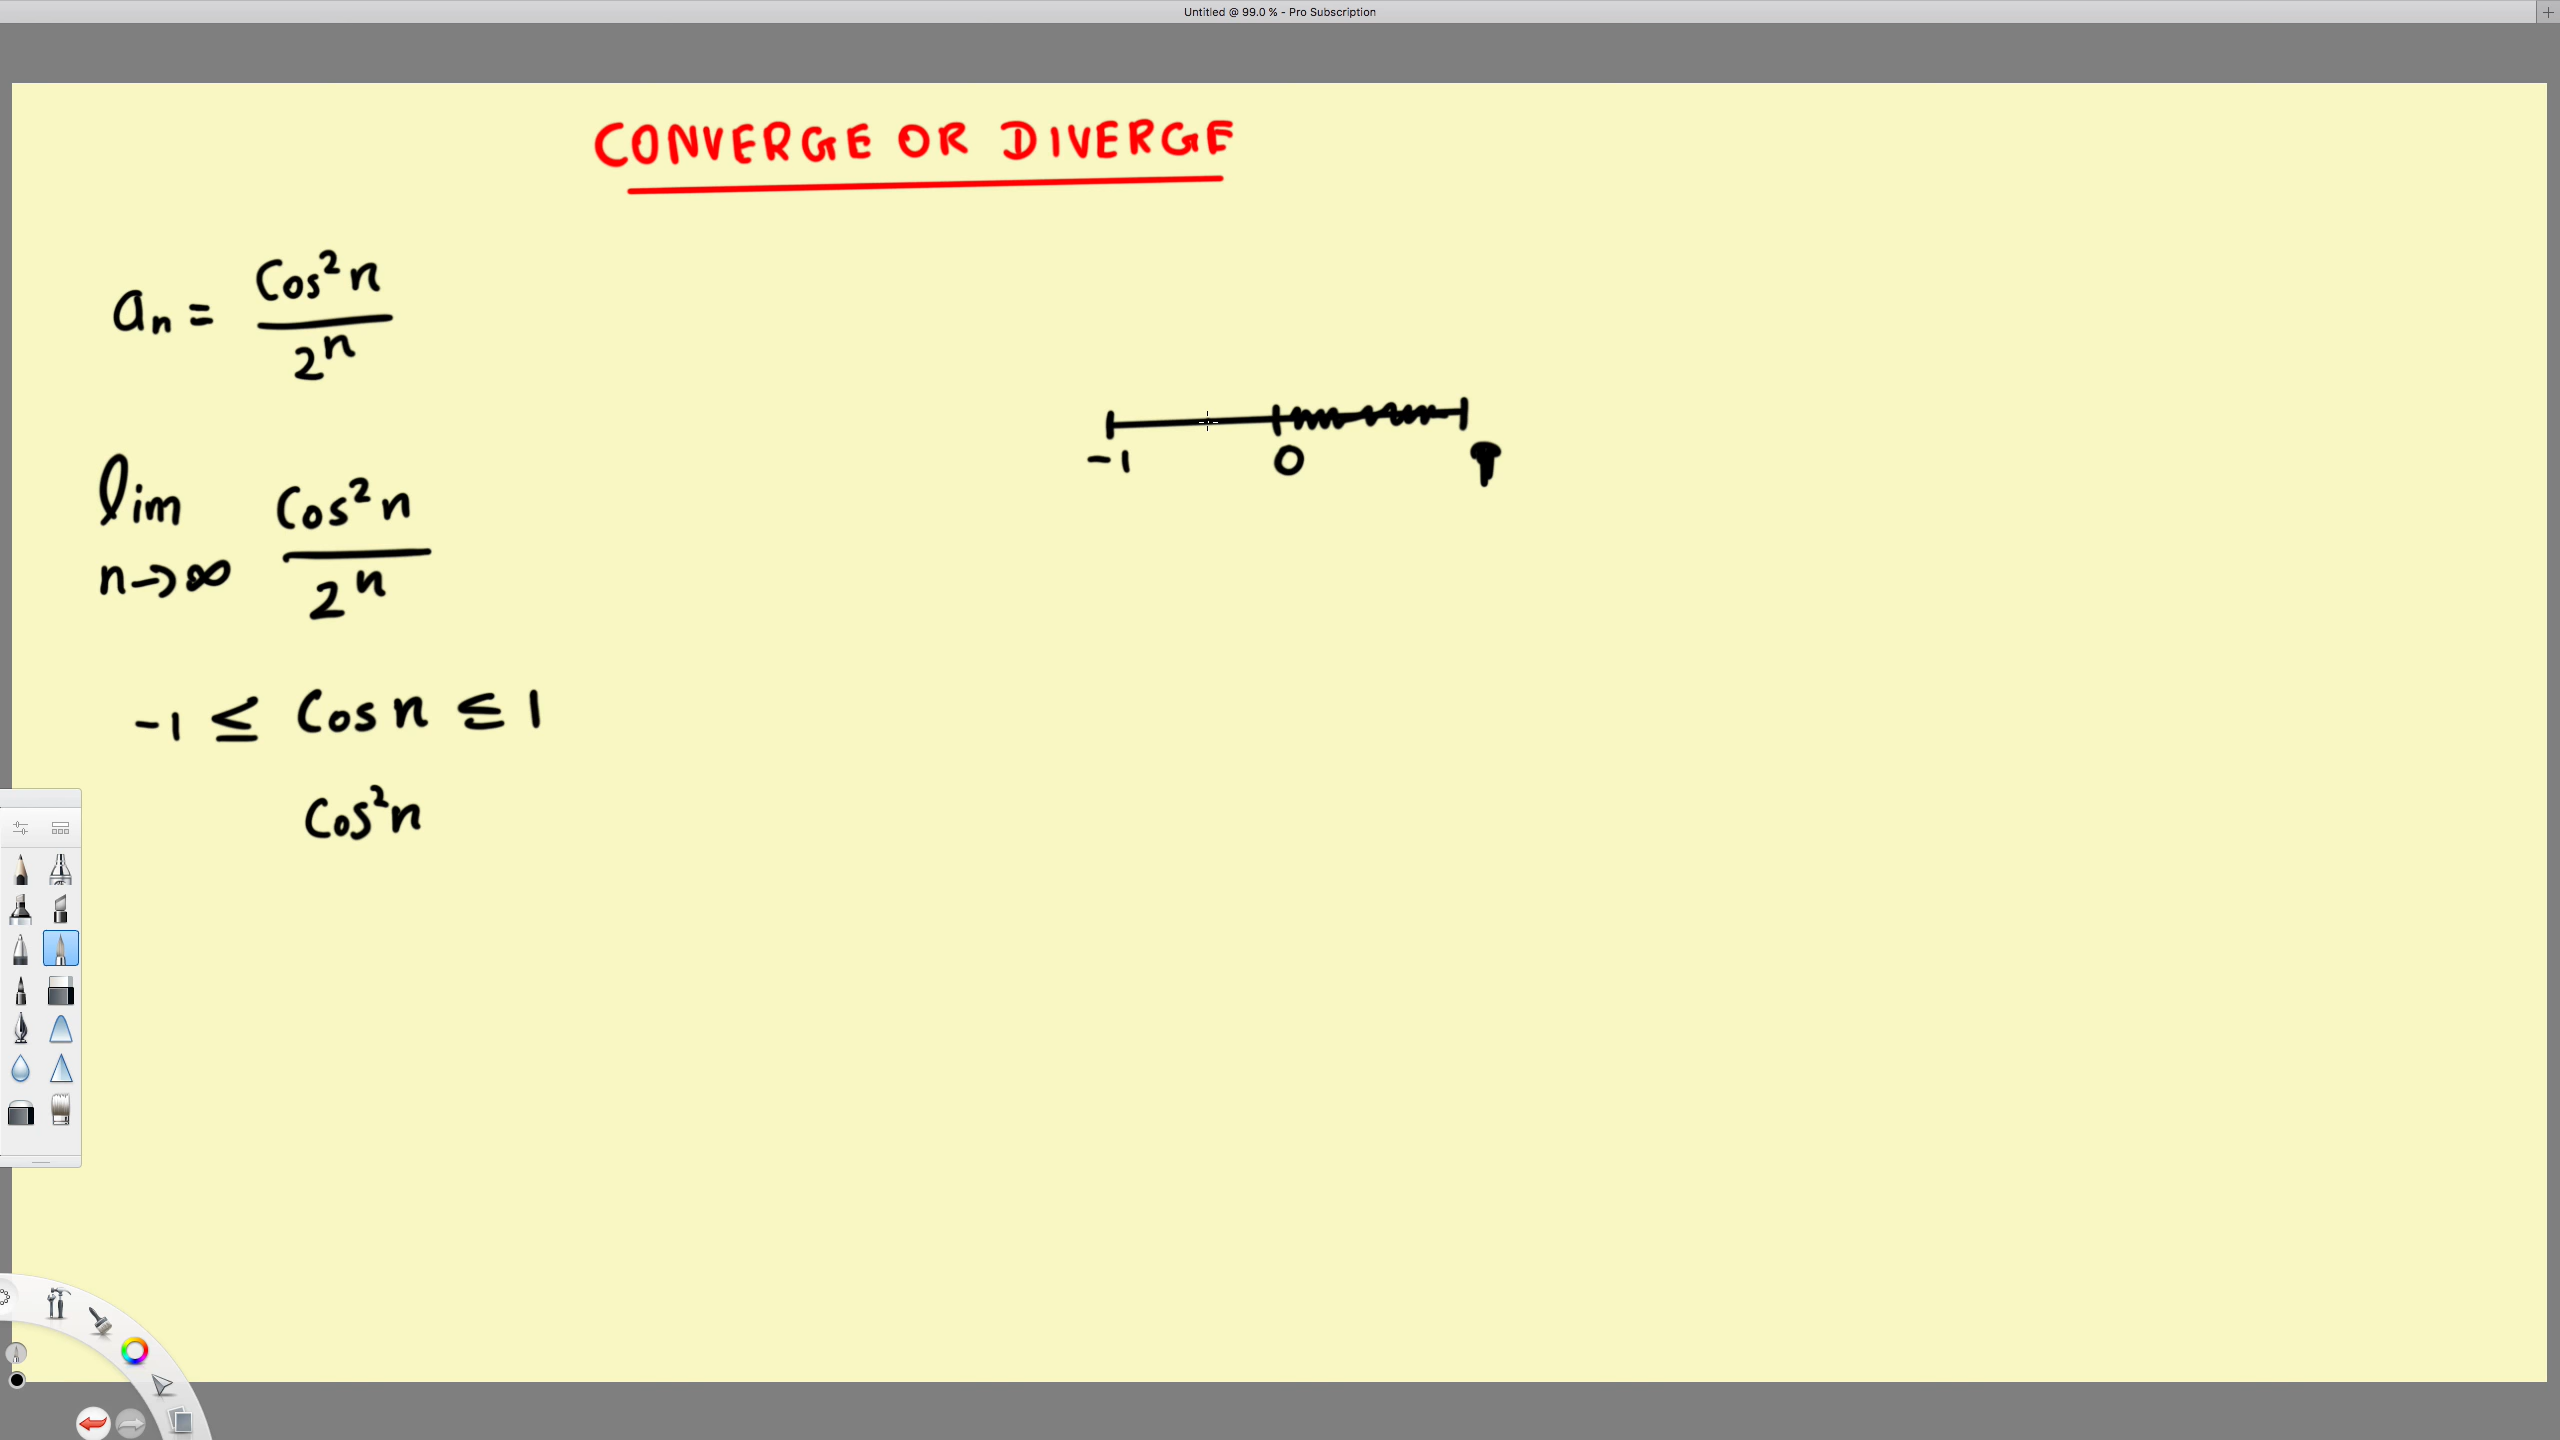 Untitled @ 99.0 % - Pro Subscription
CONVERGE OR DIVERGE
aₙ = Cos²n / 2ⁿ
lim n→∞ Cos²n / 2ⁿ
-1 0
-1 ≤ Cos n ≤ 1
Cos²n